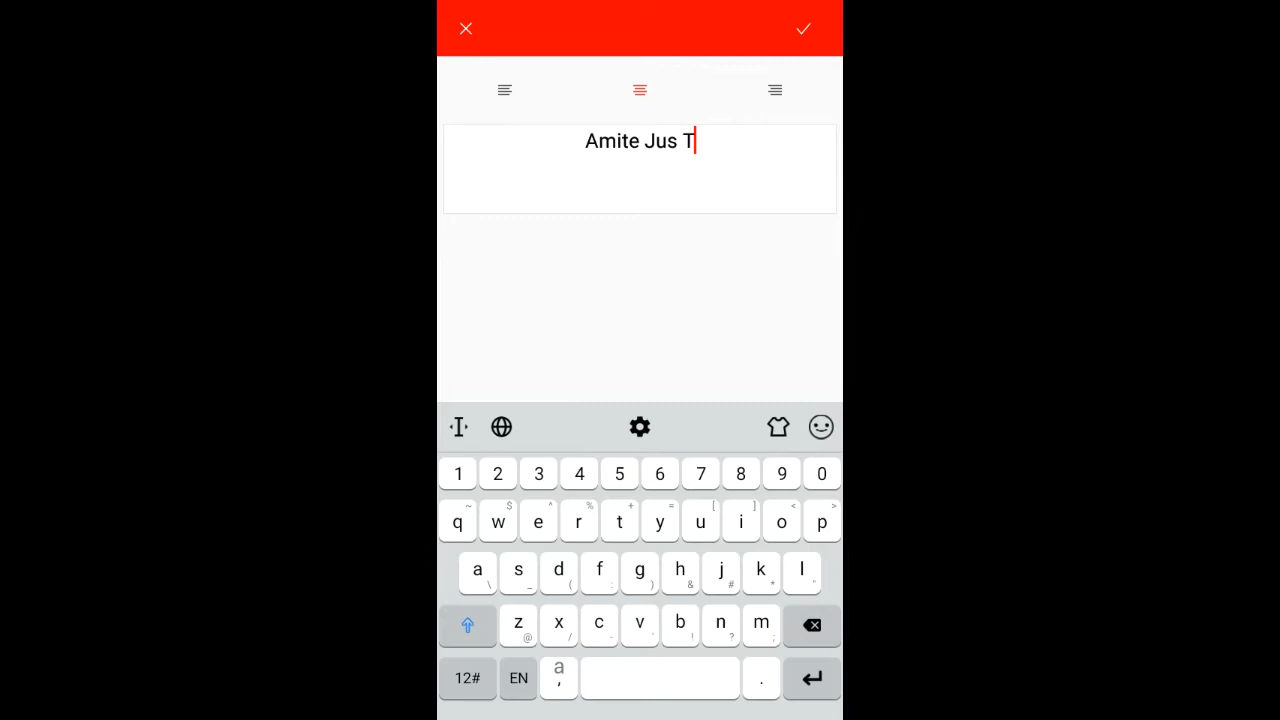 Amite Jus T
1 2 3 4 5 6 7 8 9 0
~ $ ^ % + = [ ] < >
q w e r t y u i o p
a s d f g h j k l
\ _ ( : ) & # * "
z x c v b n m
@ / - ' ! ? ;
12# EN a , .